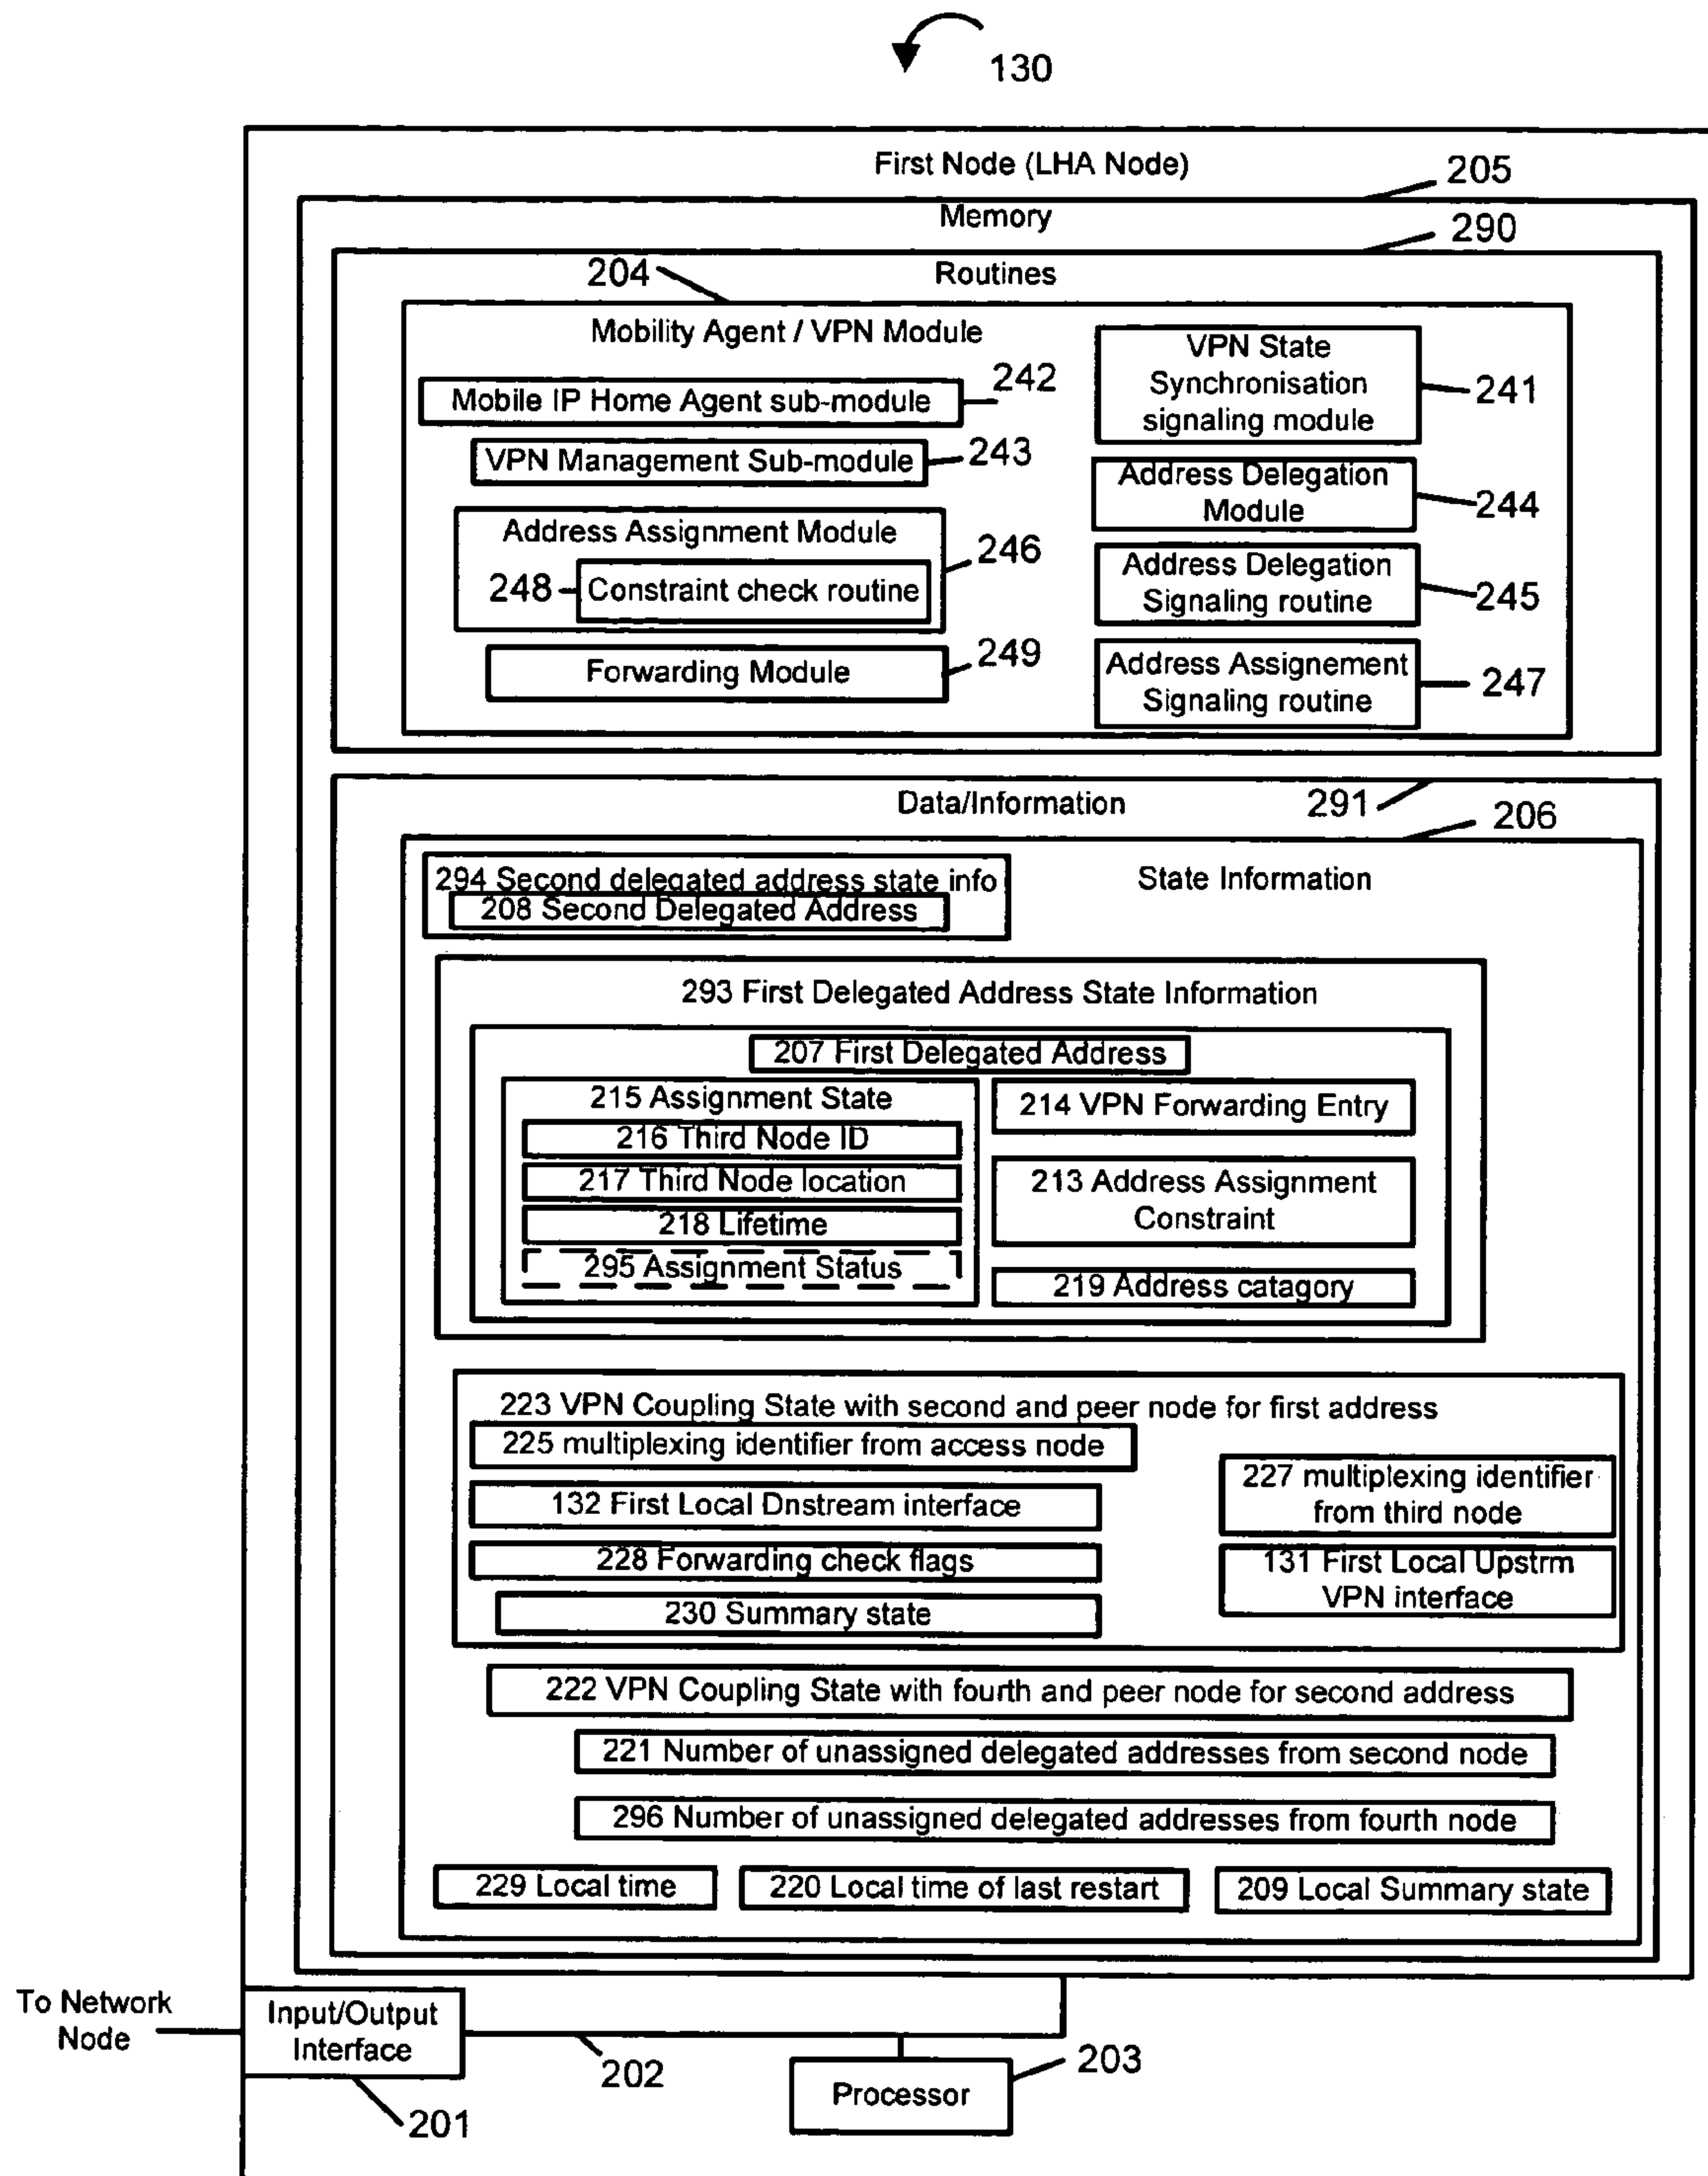 130
First Node (LHA Node)
205
Memory
290
204
Routines
Mobility Agent / VPN Module
Mobile IP Home Agent sub-module
242
VPN Management Sub-module
243
Address Assignment Module
246
248
Constraint check routine
Forwarding Module
249
VPN State
Synchronisation
signaling module
241
Address Delegation
Module
244
Address Delegation
Signaling routine
245
Address Assignement
Signaling routine
247
Data/Information
291
206
294 Second delegated address state info
208 Second Delegated Address
State Information
293 First Delegated Address State Information
207 First Delegated Address
215 Assignment State
216 Third Node ID
217 Third Node location
218 Lifetime
295 Assignment Status
214 VPN Forwarding Entry
213 Address Assignment
Constraint
219 Address catagory
223 VPN Coupling State with second and peer node for first address
225 multiplexing identifier from access node
132 First Local Dnstream interface
228 Forwarding check flags
230 Summary state
227 multiplexing identifier
from third node
131 First Local Upstrm
VPN interface
222 VPN Coupling State with fourth and peer node for second address
221 Number of unassigned delegated addresses from second node
296 Number of unassigned delegated addresses from fourth node
229 Local time
220 Local time of last restart
209 Local Summary state
To Network
Node
Input/Output
Interface
201
202
Processor
203